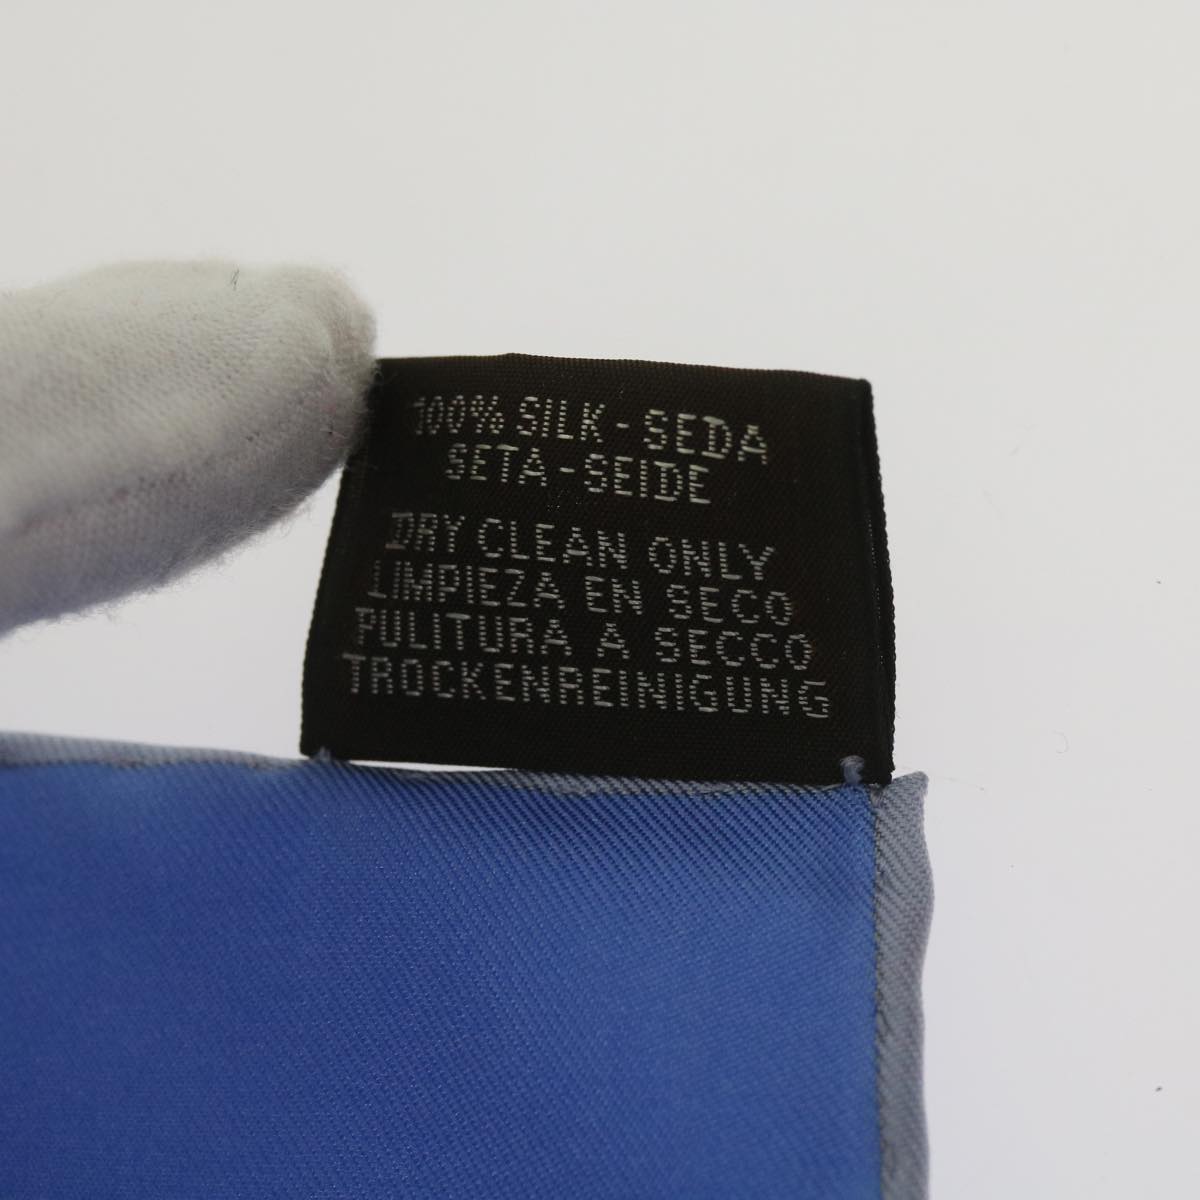 100% SILK - SEDA
SETA - SEIDE
DRY CLEAN ONLY
LIMPIEZA EN SECO
PULITURA A SECCO
TROCKENREINIGUNG